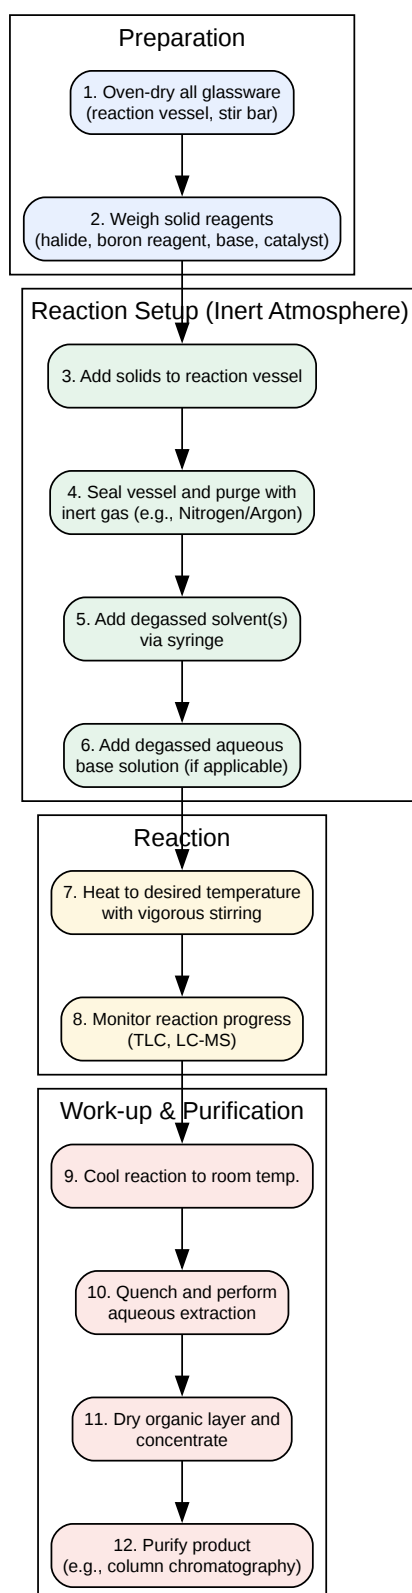 Preparation
1. Oven-dry all glassware
(reaction vessel, stir bar)
2. Weigh solid reagents
(halide, boron reagent, base, catalyst)
Reaction Setup (Inert Atmosphere)
3. Add solids to reaction vessel
4. Seal vessel and purge with
inert gas (e.g., Nitrogen/Argon)
5. Add degassed solvent(s)
via syringe
6. Add degassed aqueous
base solution (if applicable)
Reaction
7. Heat to desired temperature
with vigorous stirring
8. Monitor reaction progress
(TLC, LC-MS)
Work-up & Purification
9. Cool reaction to room temp.
10. Quench and perform
aqueous extraction
11. Dry organic layer and
concentrate
12. Purify product
(e.g., column chromatography)